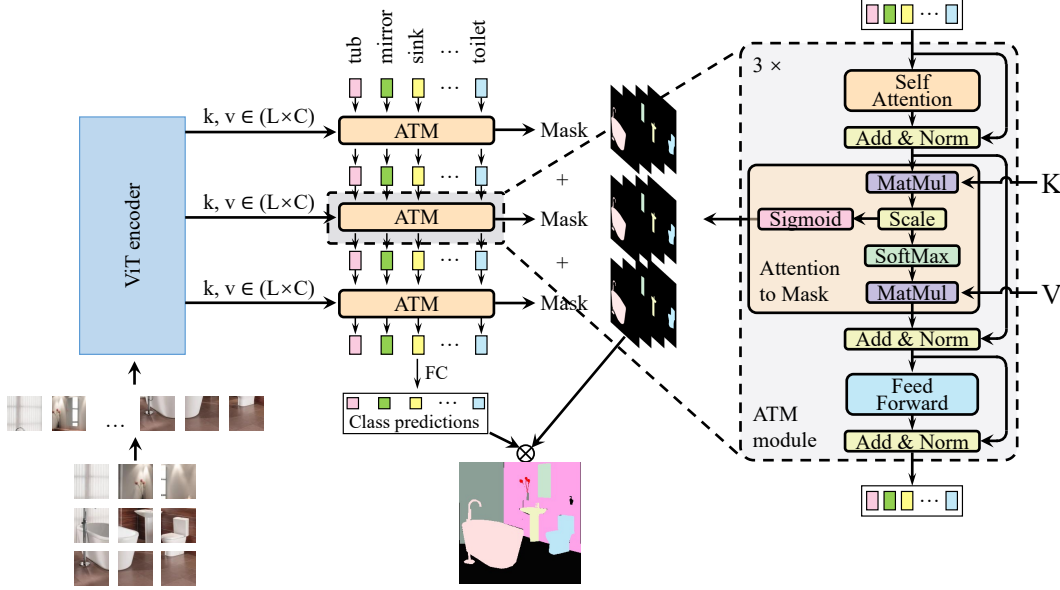 tub
mirror
sink
...
toilet
k, v ∈ (L×C)
ATM
Mask
...
+
k, v ∈ (L×C)
ATM
Mask
...
+
k, v ∈ (L×C)
ATM
Mask
...
ViT encoder
FC
...
Class predictions
...
...
3 ×
Self
Attention
Add & Norm
MatMul
K
Sigmoid
Scale
SoftMax
Attention
to Mask
MatMul
V
Add & Norm
Feed
Forward
ATM
module
Add & Norm
...